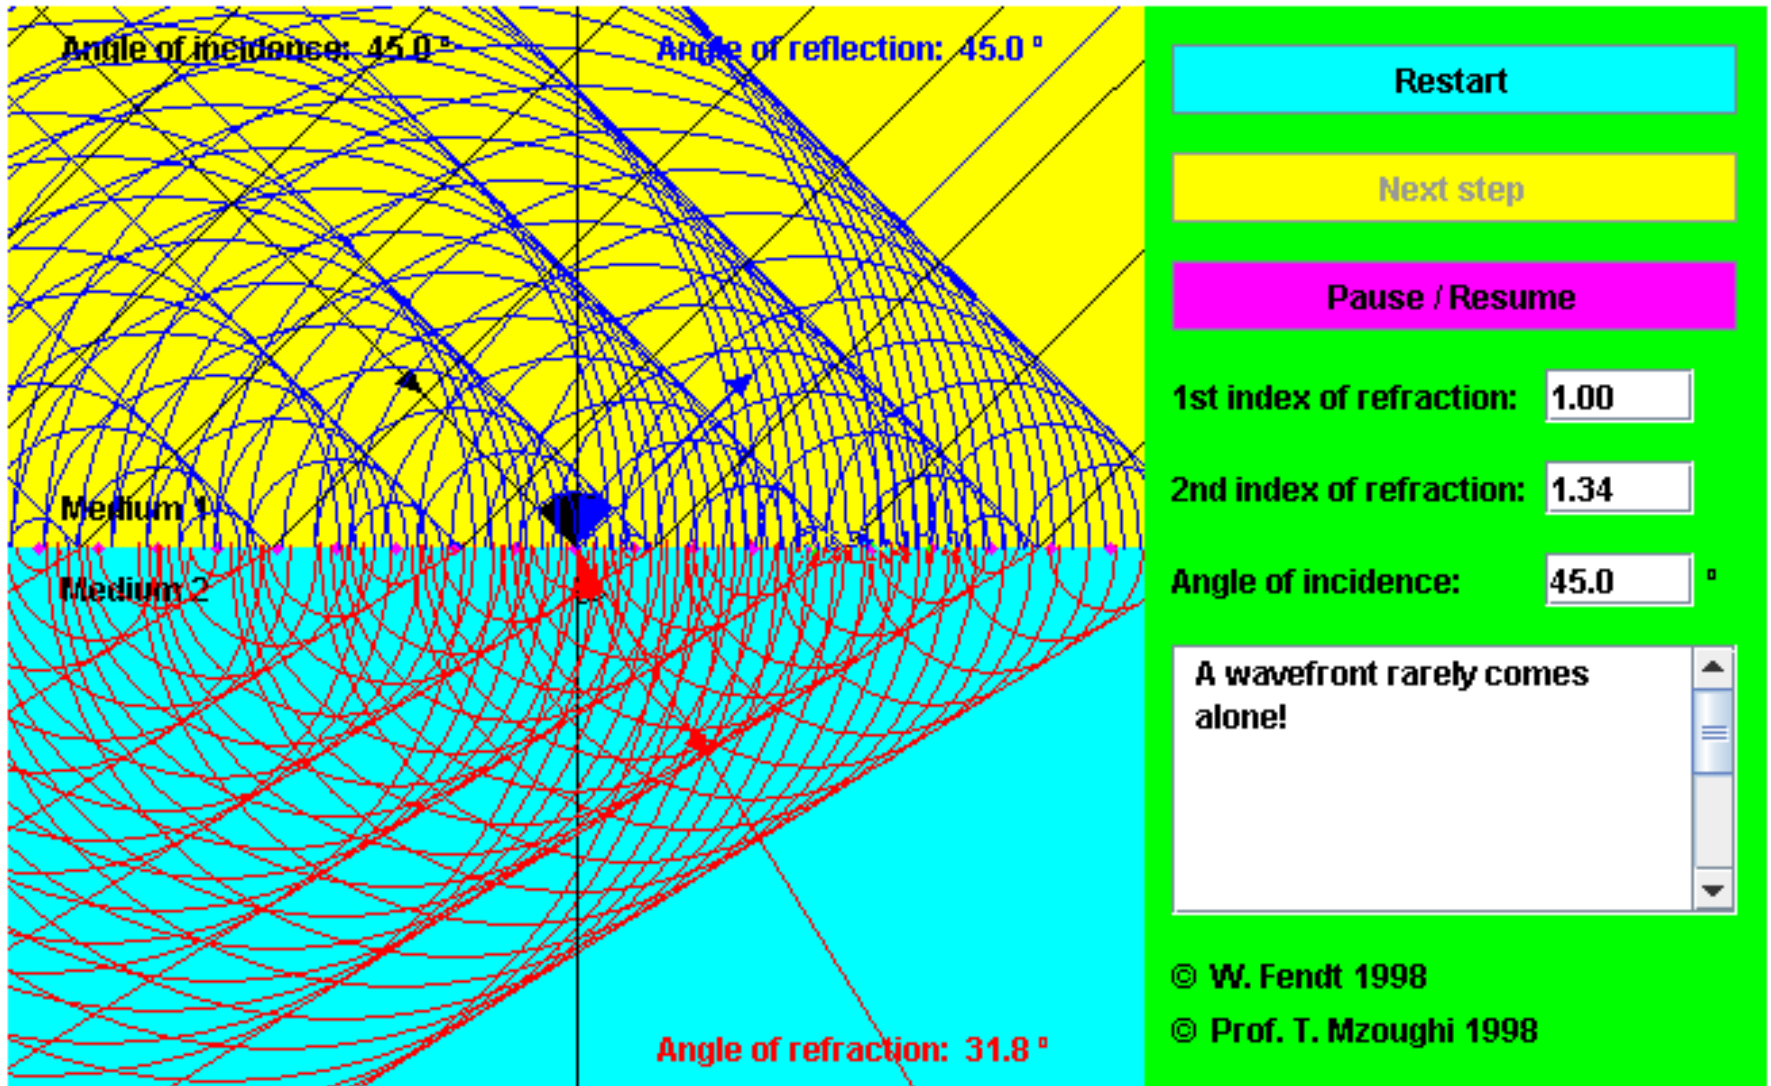 Angle of incidence: 45.0 °
Angle of reflection: 45.0 °
Medium 1
Medium 2
Angle of refraction: 31.8 °
Restart
Next step
Pause / Resume
1st index of refraction: 1.00
2nd index of refraction: 1.34
Angle of incidence: 45.0 °
A wavefront rarely comes
alone!
© W. Fendt 1998
© Prof. T. Mzoughi 1998